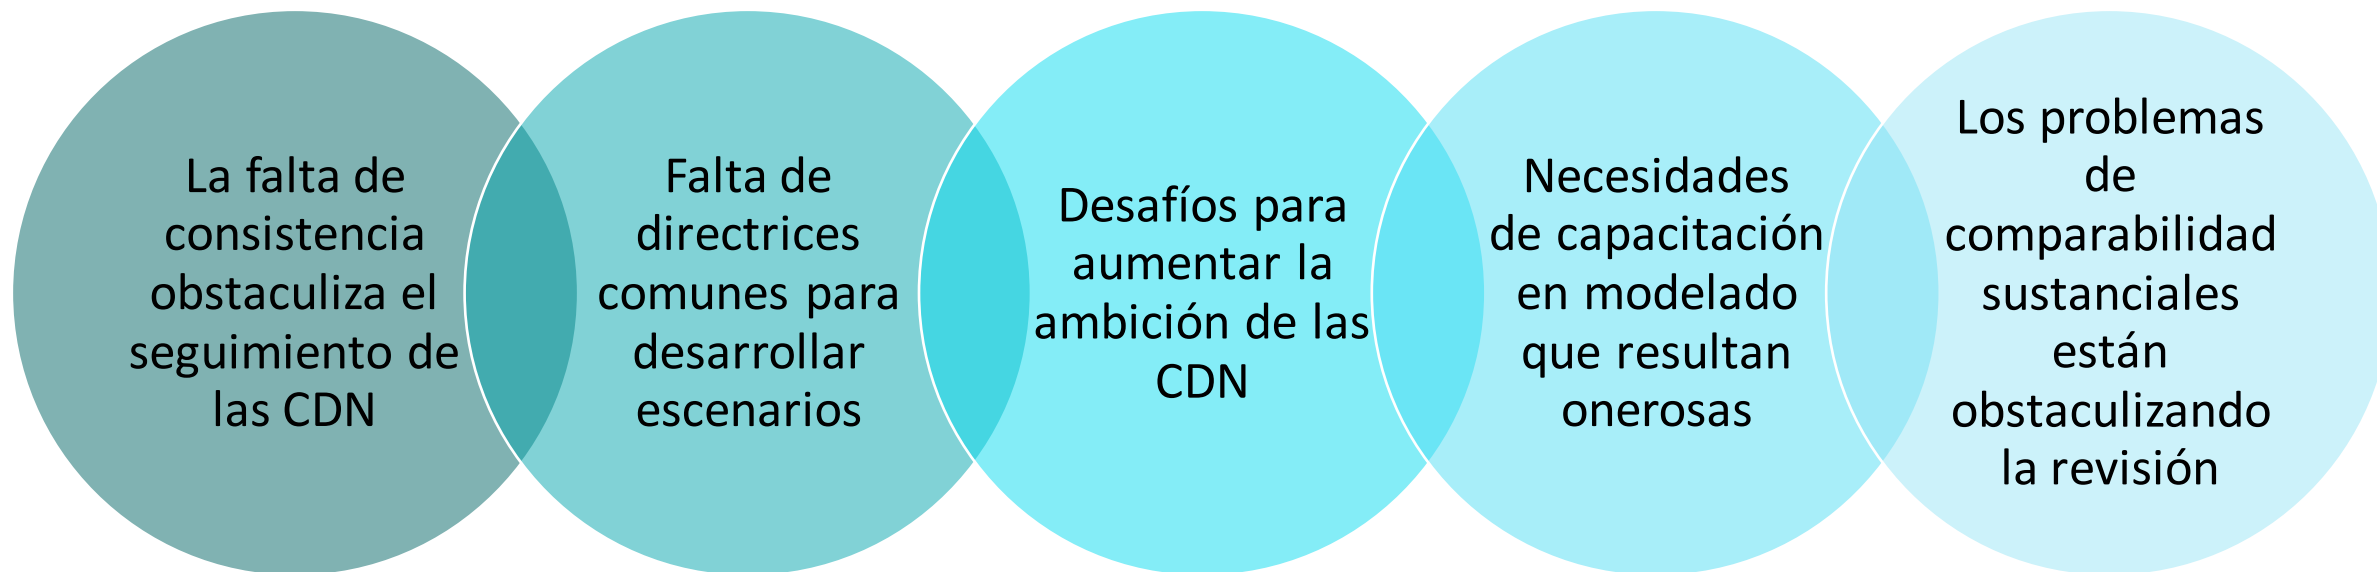 La falta de
consistencia
obstaculiza el
seguimiento de
las CDN
Falta de
directrices
comunes para
desarrollar
escenarios
Desafíos para
aumentar la
ambición de las
CDN
Necesidades
de capacitación
en modelado
que resultan
onerosas
Los problemas
de
comparabilidad
sustanciales
están
obstaculizando
la revisión